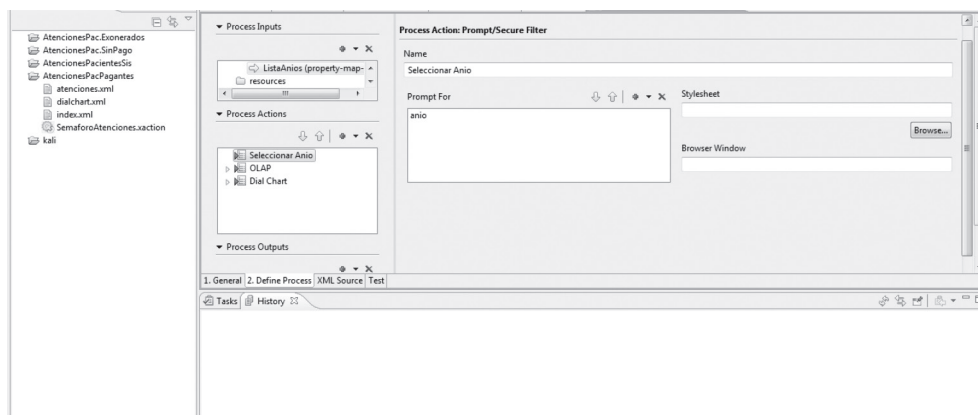 AtencionesPac.Exonerados
AtencionesPac.SinPago
AtencionesPacientesSis
AtencionesPacPagantes
atenciones.xml
dialchart.xml
index.xml
SemaforoAtenciones.xaction
kali
Process Inputs
ListaAnios (property-map-
resources
Process Actions
Seleccionar Anio
OLAP
Dial Chart
Process Outputs
Process Action: Prompt/Secure Filter
Name
Seleccionar Anio
Prompt For
anio
Stylesheet
Browse...
Browser Window
1. General 2. Define Process XML Source Test
Tasks History